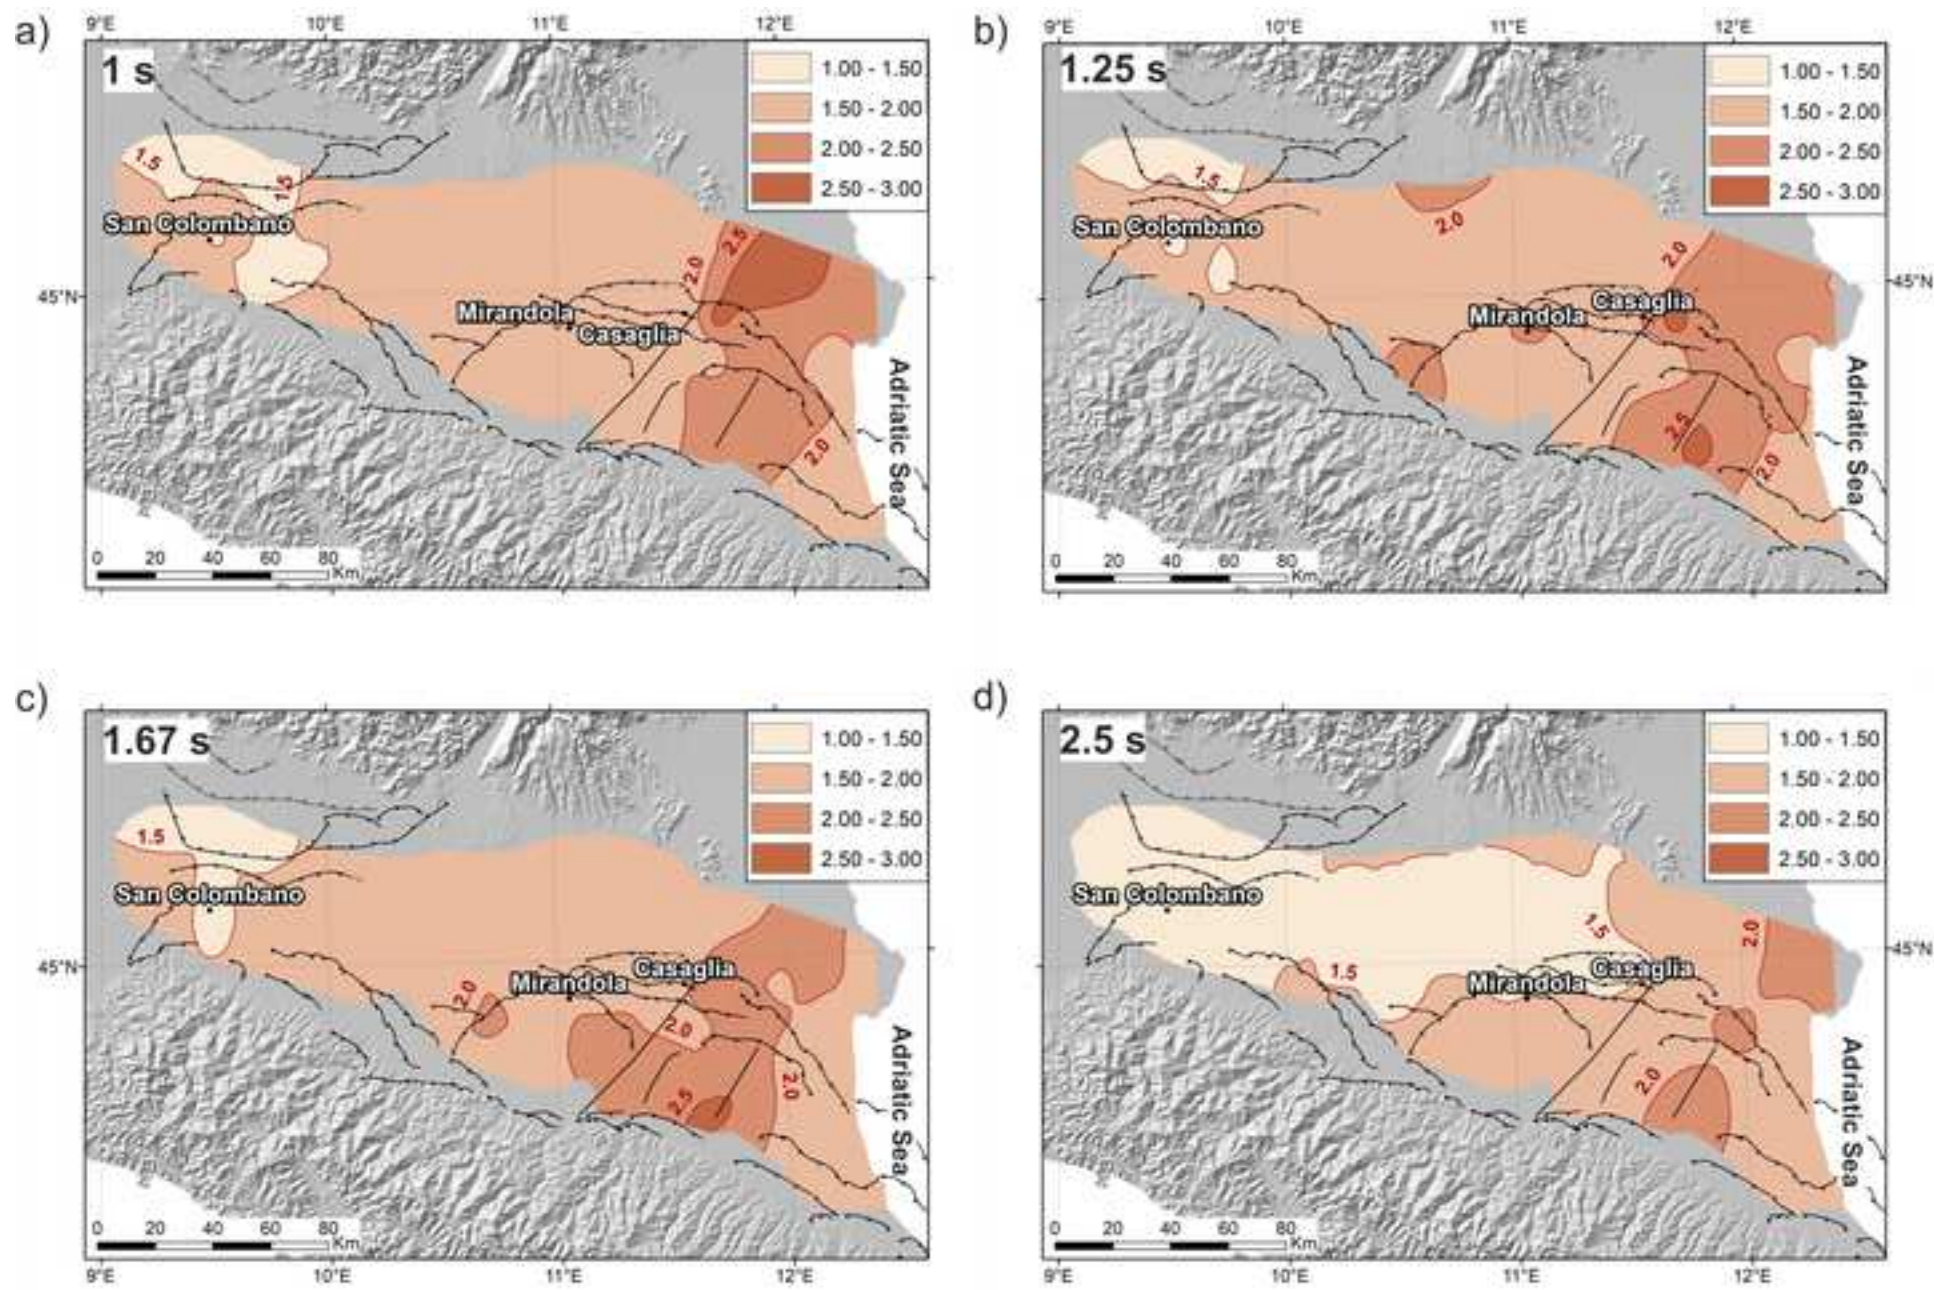 a)
9°E 10°E 11°E 12°E
1 s
1.00 - 1.50
1.50 - 2.00
2.00 - 2.50
2.50 - 3.00
1.5
1.5
San Colombano
2.5
2.0
45°N
Mirandola
Casaglia
Adriatic Sea
2.0
0 20 40 60 80 Km
b)
9°E 10°E 11°E 12°E
1.25 s
1.00 - 1.50
1.50 - 2.00
2.00 - 2.50
2.50 - 3.00
1.5
2.0
San Colombano
2.0
45°N
Casaglia
Mirandola
Adriatic Sea
2.5
2.0
0 20 40 60 80 Km
c)
1.67 s
1.00 - 1.50
1.50 - 2.00
2.00 - 2.50
2.50 - 3.00
1.5
San Colombano
45°N
Casaglia
Mirandola
2.0
2.0
Adriatic Sea
2.0
2.5
0 20 40 60 80 Km
9°E 10°E 11°E 12°E
d)
2.5 s
1.00 - 1.50
1.50 - 2.00
2.00 - 2.50
2.50 - 3.00
San Colombano
1.5
2.0
45°N
1.5
Casaglia
Mirandola
Adriatic Sea
2.0
0 20 40 60 80 Km
9°E 10°E 11°E 12°E